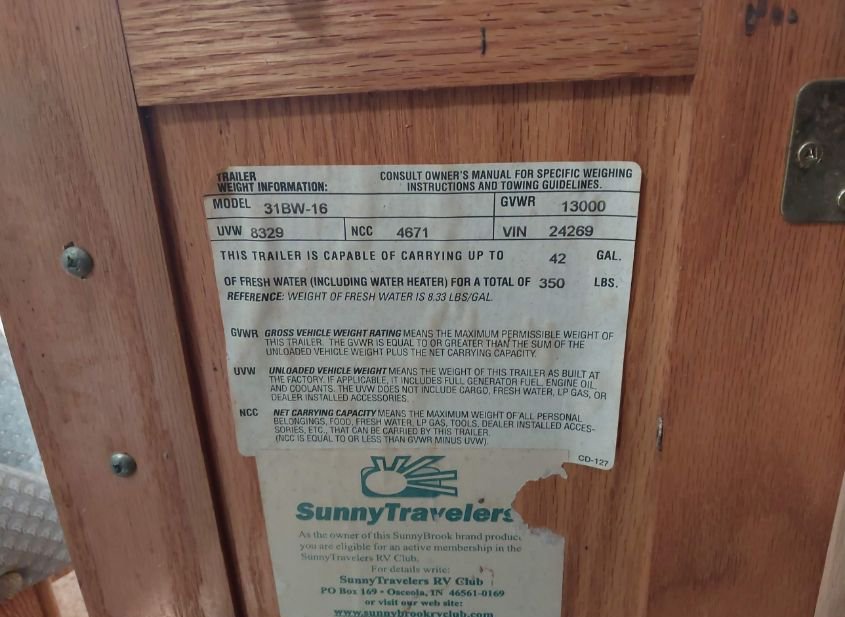 TRAILER
WEIGHT INFORMATION:
CONSULT OWNER'S MANUAL FOR SPECIFIC WEIGHING
INSTRUCTIONS AND TOWING GUIDELINES.
MODEL 31BW-16 GVWR 13000
UVW 8329 NCC 4671 VIN 24269
THIS TRAILER IS CAPABLE OF CARRYING UP TO 42 GAL.
OF FRESH WATER (INCLUDING WATER HEATER) FOR A TOTAL OF 350 LBS.
REFERENCE: WEIGHT OF FRESH WATER IS 8.33 LBS/GAL.
GVWR GROSS VEHICLE WEIGHT RATING MEANS THE MAXIMUM PERMISSIBLE WEIGHT OF
THIS TRAILER. THE GVWR IS EQUAL TO OR GREATER THAN THE SUM OF THE
UNLOADED VEHICLE WEIGHT PLUS THE NET CARRYING CAPACITY.
UVW UNLOADED VEHICLE WEIGHT MEANS THE WEIGHT OF THIS TRAILER AS BUILT AT
THE FACTORY. IF APPLICABLE, IT INCLUDES FULL GENERATOR FUEL, ENGINE OIL,
AND COOLANTS. THE UVW DOES NOT INCLUDE CARGO, FRESH WATER, LP GAS, OR
DEALER INSTALLED ACCESSORIES.
NCC NET CARRYING CAPACITY MEANS THE MAXIMUM WEIGHT OF ALL PERSONAL
BELONGINGS, FOOD, FRESH WATER, LP GAS, TOOLS, DEALER INSTALLED ACCES-
SORIES, ETC., THAT CAN BE CARRIED BY THIS TRAILER.
(NCC IS EQUAL TO OR LESS THAN GVWR MINUS UVW).
CD-127
SunnyTravelers
As the owner of this SunnyBrook brand produc
you are eligible for an active membership in the
SunnyTravelers RV Club.
For details write:
SunnyTravelers RV Club
PO Box 169 • Osceola, IN 46561-0169
or visit our web site:
www.sunnybrookrvclub.com